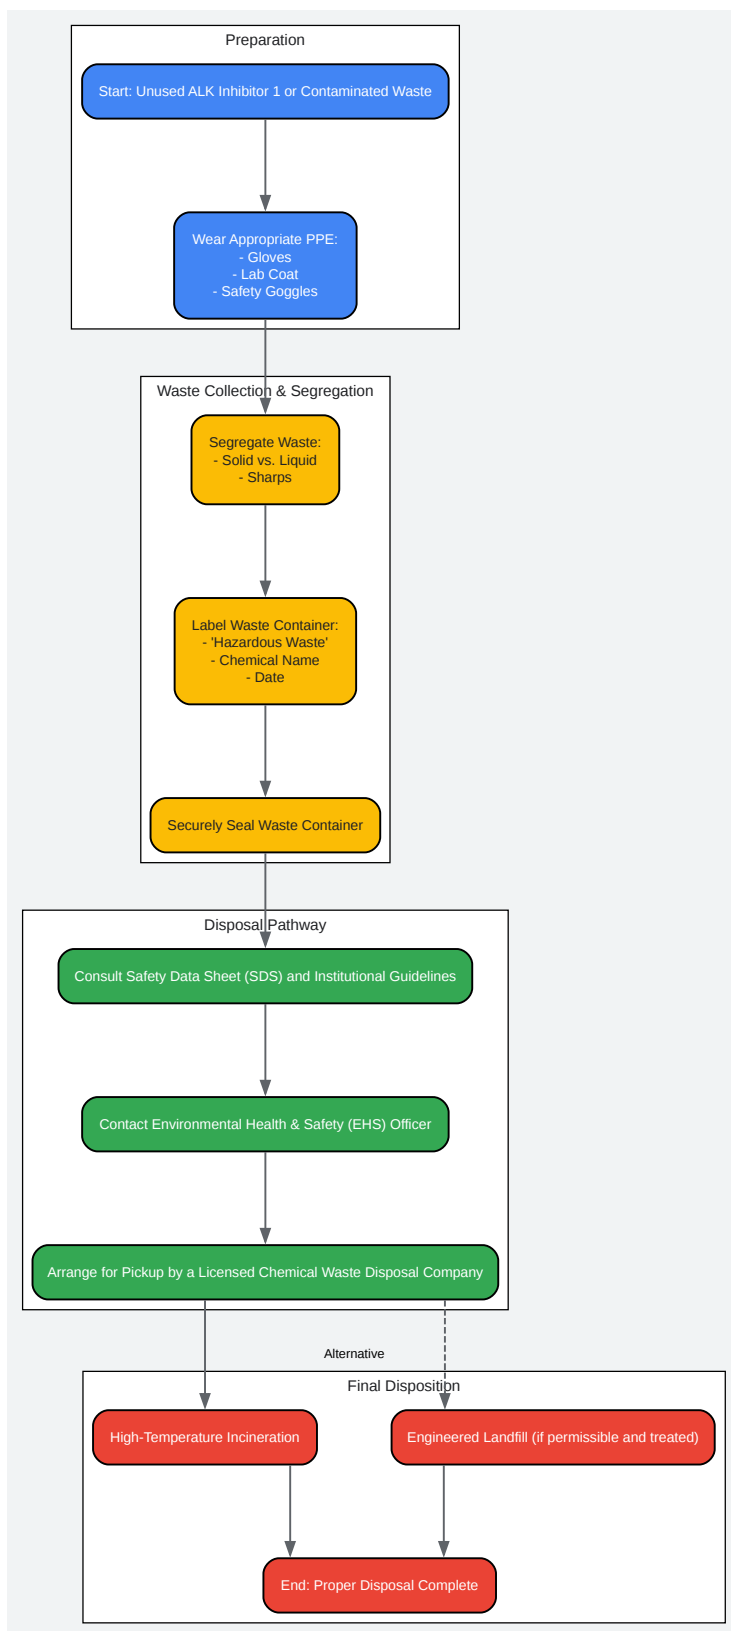 Preparation
Start: Unused ALK Inhibitor 1 or Contaminated Waste
Wear Appropriate PPE:
- Gloves
- Lab Coat
- Safety Goggles
Waste Collection & Segregation
Segregate Waste:
- Solid vs. Liquid
- Sharps
Label Waste Container:
- 'Hazardous Waste'
- Chemical Name
- Date
Securely Seal Waste Container
Disposal Pathway
Consult Safety Data Sheet (SDS) and Institutional Guidelines
Contact Environmental Health & Safety (EHS) Officer
Arrange for Pickup by a Licensed Chemical Waste Disposal Company
Alternative
Final Disposition
High-Temperature Incineration
Engineered Landfill (if permissible and treated)
End: Proper Disposal Complete